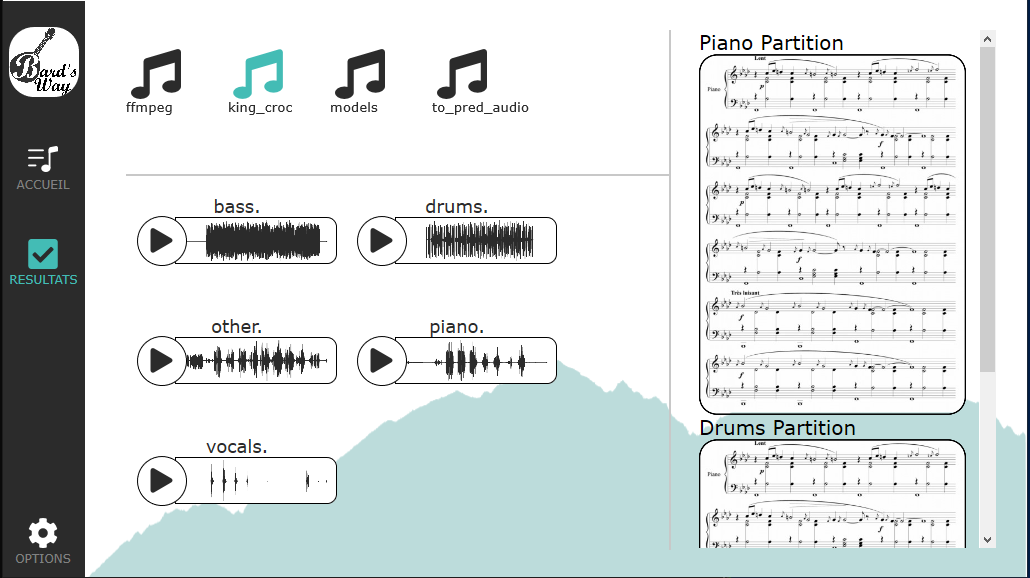 Bard's
Way
ACCUEIL
RESULTATS
OPTIONS
ffmpeg
king_croc
models
to_pred_audio
bass.
drums.
other.
piano.
vocals.
Piano Partition
Lent
Piano
p
f
p
f
Très luisant
f
f
Drums Partition
Lent
Piano
p
f